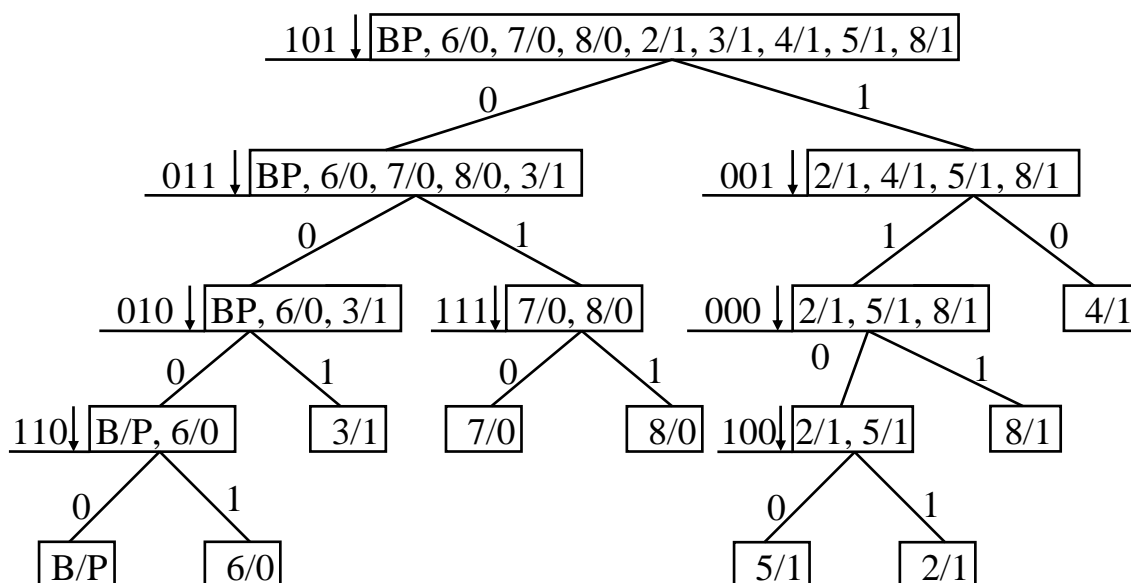 101 BP, 6/0, 7/0, 8/0, 2/1, 3/1, 4/1, 5/1, 8/1
0 1
011 BP, 6/0, 7/0, 8/0, 3/1 001 2/1, 4/1, 5/1, 8/1
0 1 1 0
010 BP, 6/0, 3/1 111 7/0, 8/0 000 2/1, 5/1, 8/1 4/1
0 1 0 1 0 1
110 B/P, 6/0 3/1 7/0 8/0 100 2/1, 5/1 8/1
0 1 0 1
B/P 6/0 5/1 2/1